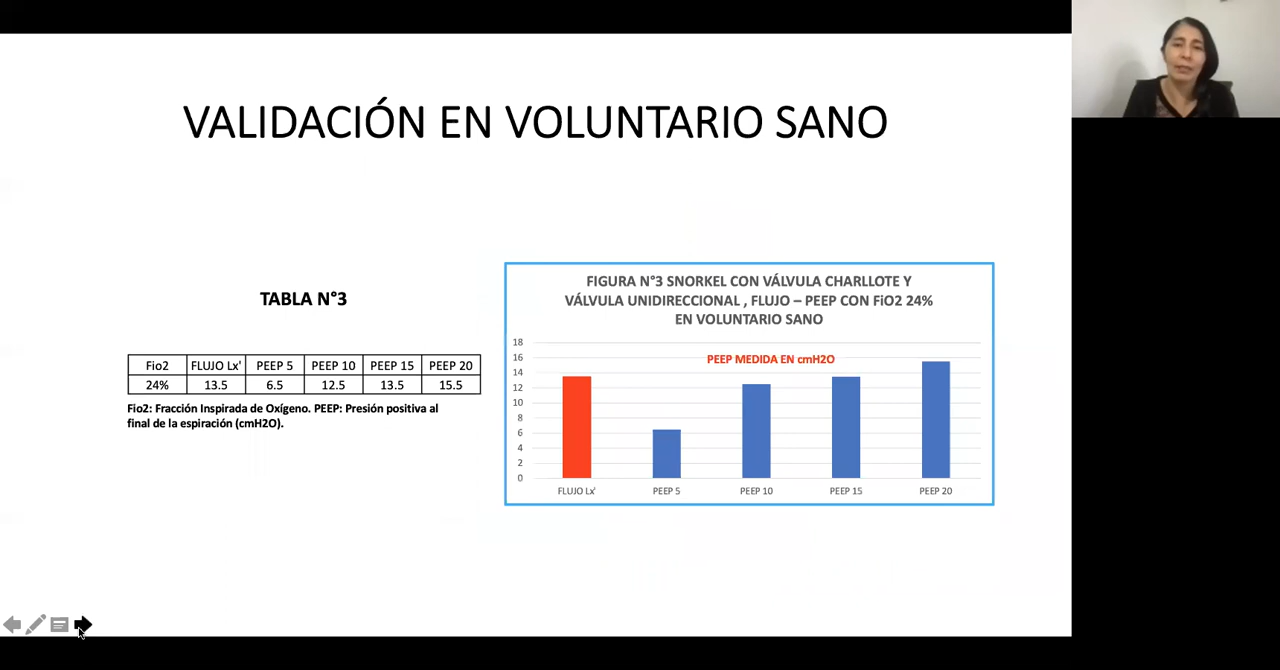 VALIDACIÓN EN VOLUNTARIO SANO
TABLA N°3
Fio2 FLUJO Lx' PEEP 5 PEEP 10 PEEP 15 PEEP 20
24% 13.5 6.5 12.5 13.5 15.5
Fio2: Fracción Inspirada de Oxígeno. PEEP: Presión positiva al
final de la espiración (cmH2O).
FIGURA N°3 SNORKEL CON VÁLVULA CHARLLOTE Y
VÁLVULA UNIDIRECCIONAL , FLUJO – PEEP CON FiO2 24%
EN VOLUNTARIO SANO
PEEP MEDIDA EN cmH2O
18
16
14
12
10
8
6
4
2
0
FLUJO Lx' PEEP 5 PEEP 10 PEEP 15 PEEP 20